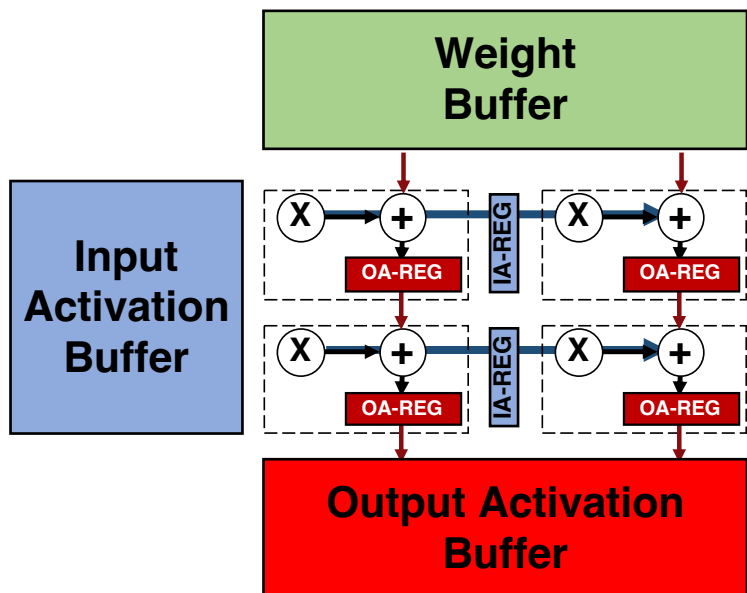 Weight
Buffer
Input
Activation
Buffer
X
+
IA-REG
X
+
OA-REG
OA-REG
X
+
IA-REG
X
+
OA-REG
OA-REG
Output Activation
Buffer